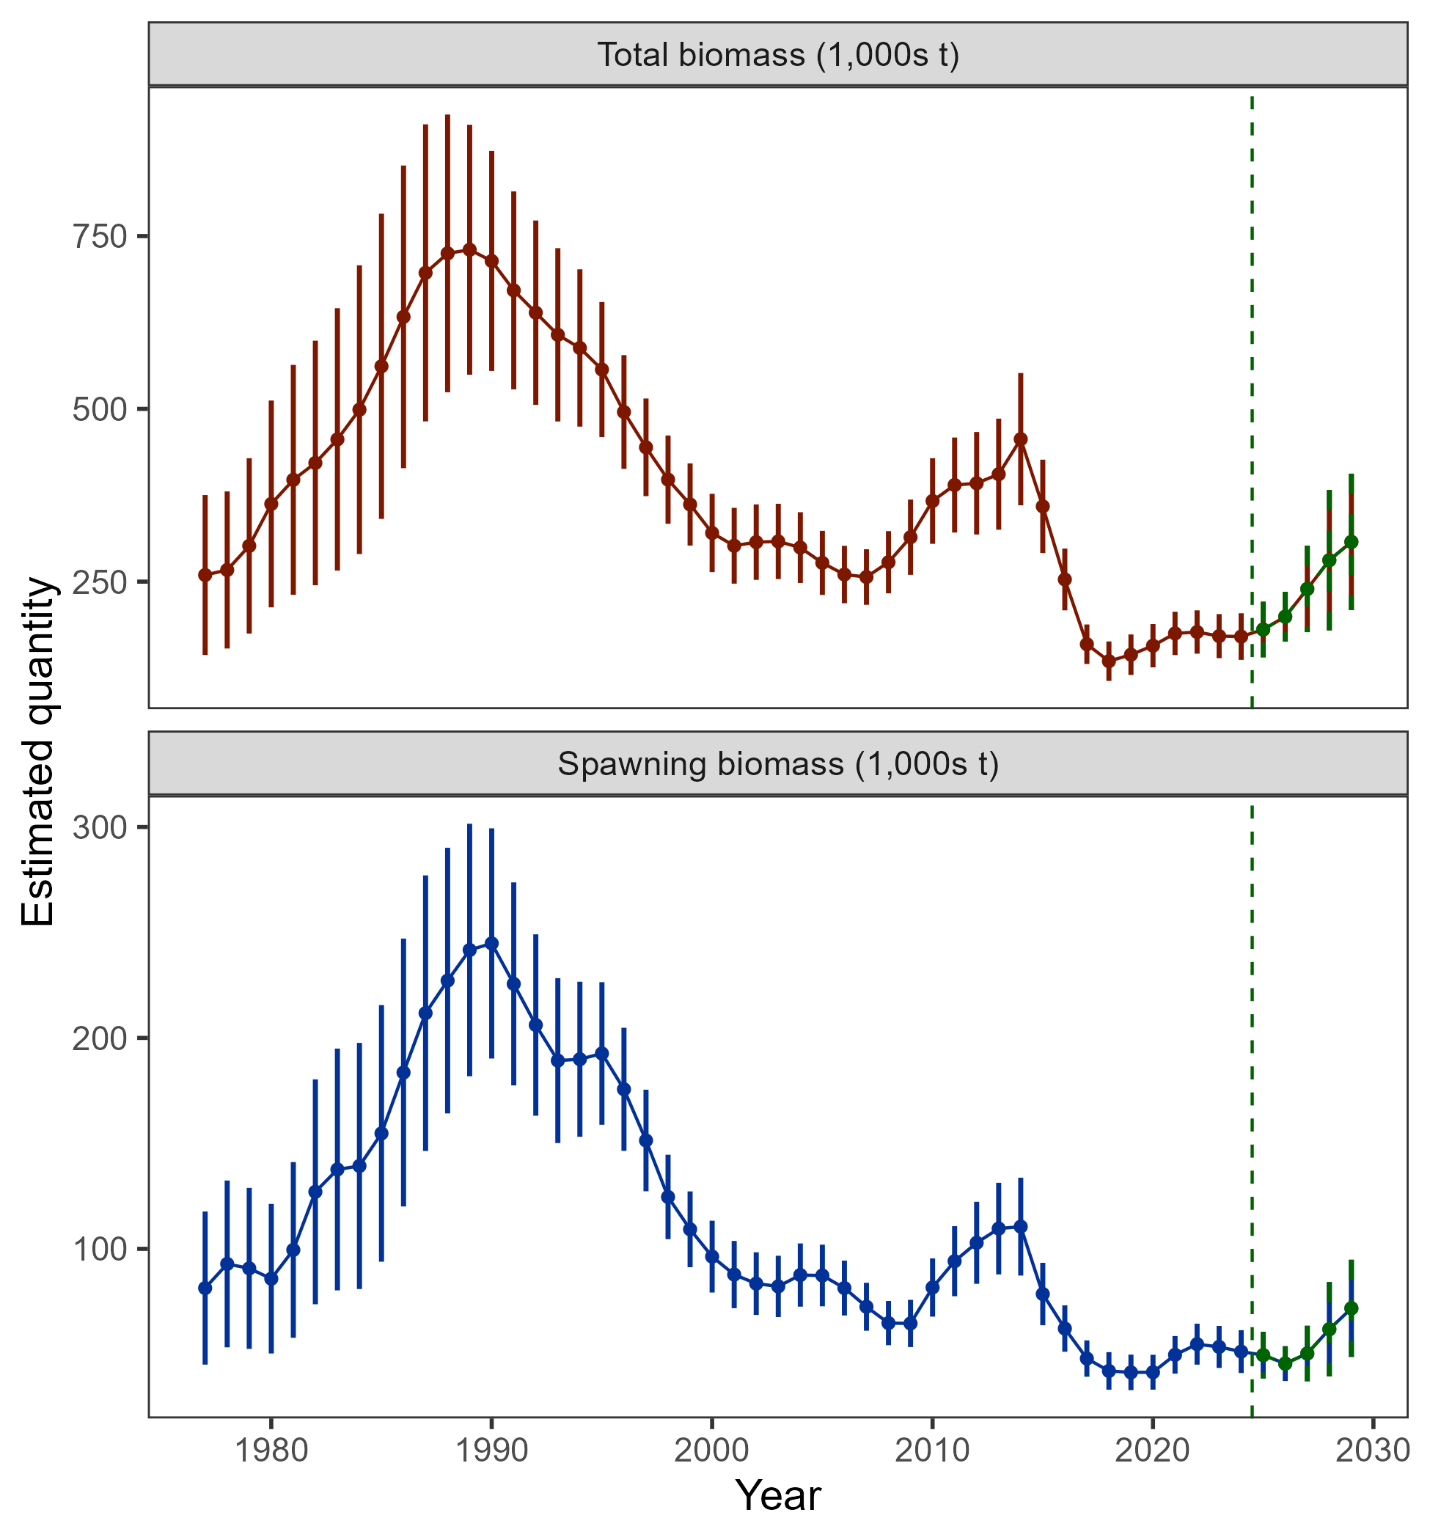 Total biomass (1,000s t)
750
500
250
Estimated quantity
Spawning biomass (1,000s t)
300
200
100
1980 1990 2000 2010 2020 2030
Year